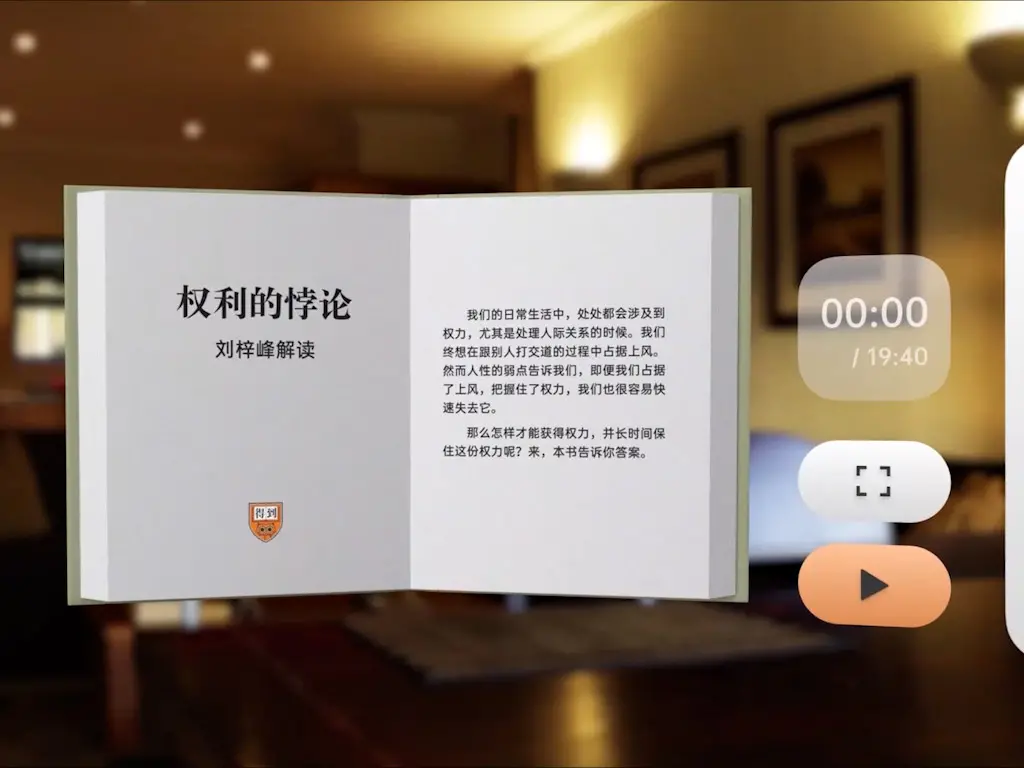 权利的悖论
刘梓峰解读
得到
我们的日常生活中，处处都会涉及到
权力，尤其是处理人际关系的时候。我们
终想在跟别人打交道的过程中占据上风。
然而人性的弱点告诉我们，即便我们占据
了上风，把握住了权力，我们也很容易快
速失去它。
那么怎样才能获得权力，并长时间保
住这份权力呢？来，本书告诉你答案。
00:00
/ 19:40